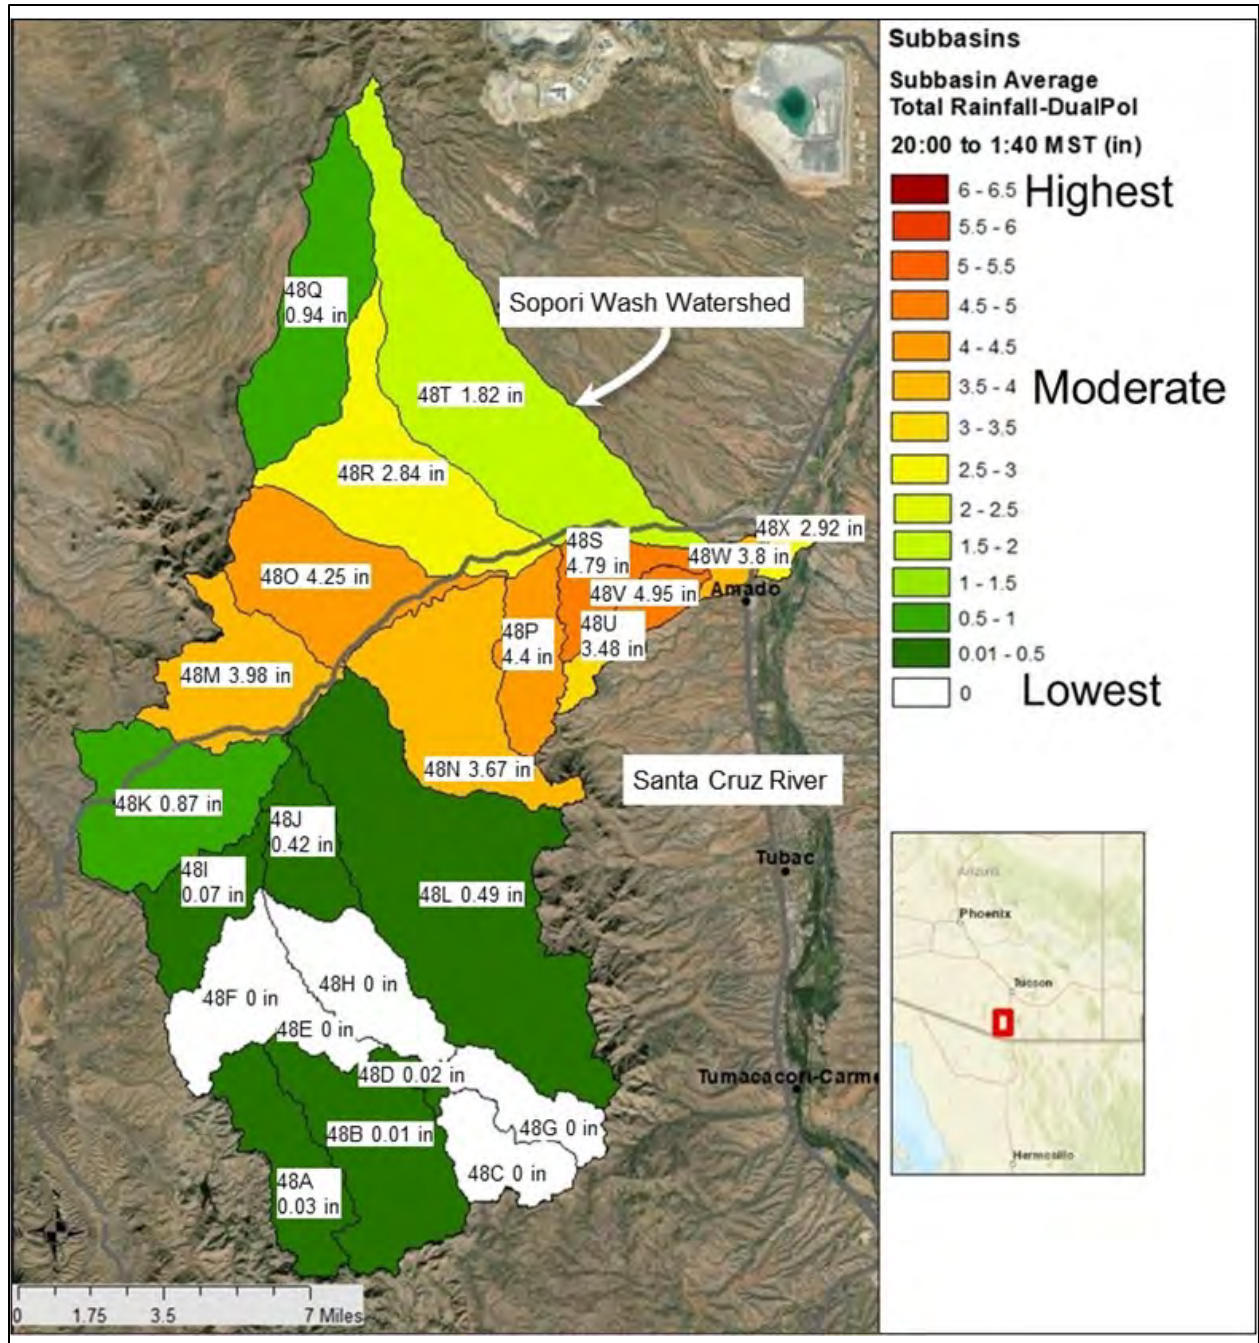 Subbasins
Subbasin Average
Total Rainfall-DualPol
20:00 to 1:40 MST (in)
6 - 6.5
Highest
5.5 - 6
5 - 5.5
4.5 - 5
4 - 4.5
3.5 - 4
Moderate
3 - 3.5
2.5 - 3
2 - 2.5
1.5 - 2
1 - 1.5
0.5 - 1
0.01 - 0.5
0
Lowest
48Q
0.94 in
Sopori Wash Watershed
48T 1.82 in
48R 2.84 in
48X 2.92 in
48S
4.79 in
48W 3.8 in
48O 4.25 in
48V 4.95 in
Amado
48P
4.4 in
48U
3.48 in
48M 3.98 in
48N 3.67 in
Santa Cruz River
48K 0.87 in
48J
0.42 in
Tubac
48I
0.07 in
48L 0.49 in
48H 0 in
48F 0 in
48E 0 in
48D 0.02 in
Tumacacori-Carme
48G 0 in
48B 0.01 in
48C 0 in
48A
0.03 in
0 1.75 3.5 7 Miles
Arizona
Phoenix
Tucson
Hermosillo